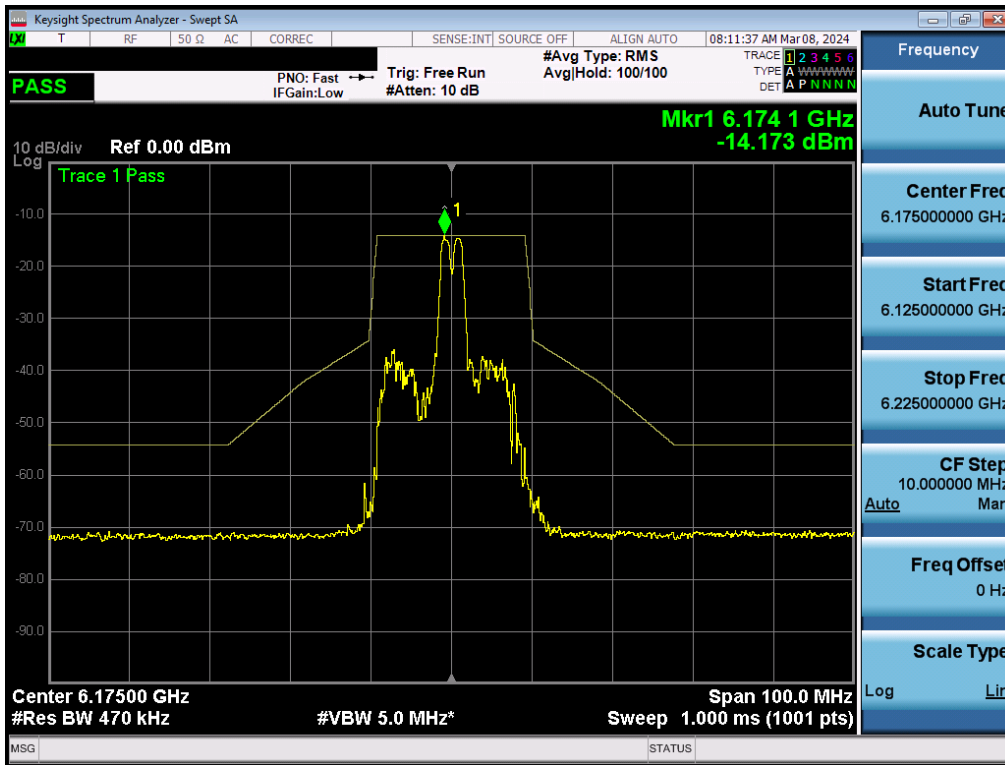 Keysight Spectrum Analyzer - Swept SA
LXI T RF 50 Ω AC CORREC SENSE:INT SOURCE OFF ALIGN AUTO 08:11:37 AM Mar 08, 2024
PASS
PNO: Fast
IFGain:Low
Trig: Free Run
#Atten: 10 dB
#Avg Type: RMS
Avg|Hold: 100/100
TRACE 1 2 3 4 5 6
TYPE A WWWWW
DET A P N N N N
Mkr1 6.174 1 GHz
-14.173 dBm
10 dB/div Ref 0.00 dBm
Log
Trace 1 Pass
1
-10.0
-20.0
-30.0
-40.0
-50.0
-60.0
-70.0
-80.0
-90.0
Center 6.17500 GHz Span 100.0 MHz
#Res BW 470 kHz #VBW 5.0 MHz* Sweep 1.000 ms (1001 pts)
MSG STATUS
Frequency
Auto Tune
Center Freq
6.175000000 GHz
Start Freq
6.125000000 GHz
Stop Freq
6.225000000 GHz
CF Step
10.000000 MHz
Auto Man
Freq Offset
0 Hz
Scale Type
Log Lin